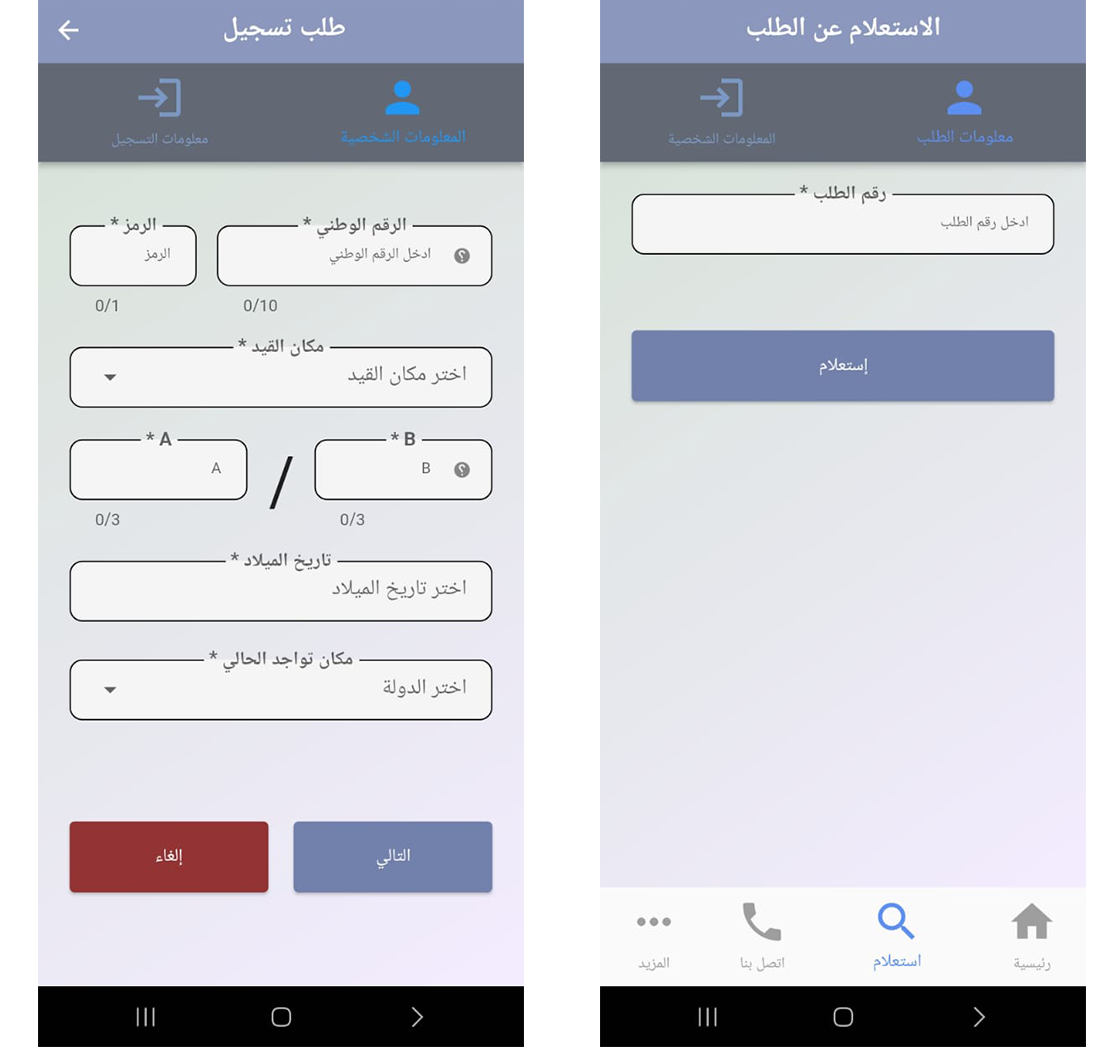 طلب تسجيل
المعلومات الشخصية
معلومات التسجيل
الرقم الوطني *
ادخل الرقم الوطني
0/10
الرمز *
الرمز
0/1
مكان القيد *
اختر مكان القيد
B *
B
0/3
/
A *
A
0/3
تاريخ الميلاد *
اختر تاريخ الميلاد
مكان تواجد الحالي *
اختر الدولة
التالي
إلغاء
الاستعلام عن الطلب
معلومات الطلب
المعلومات الشخصية
رقم الطلب *
ادخل رقم الطلب
إستعلام
رئيسية
استعلام
اتصل بنا
المزيد